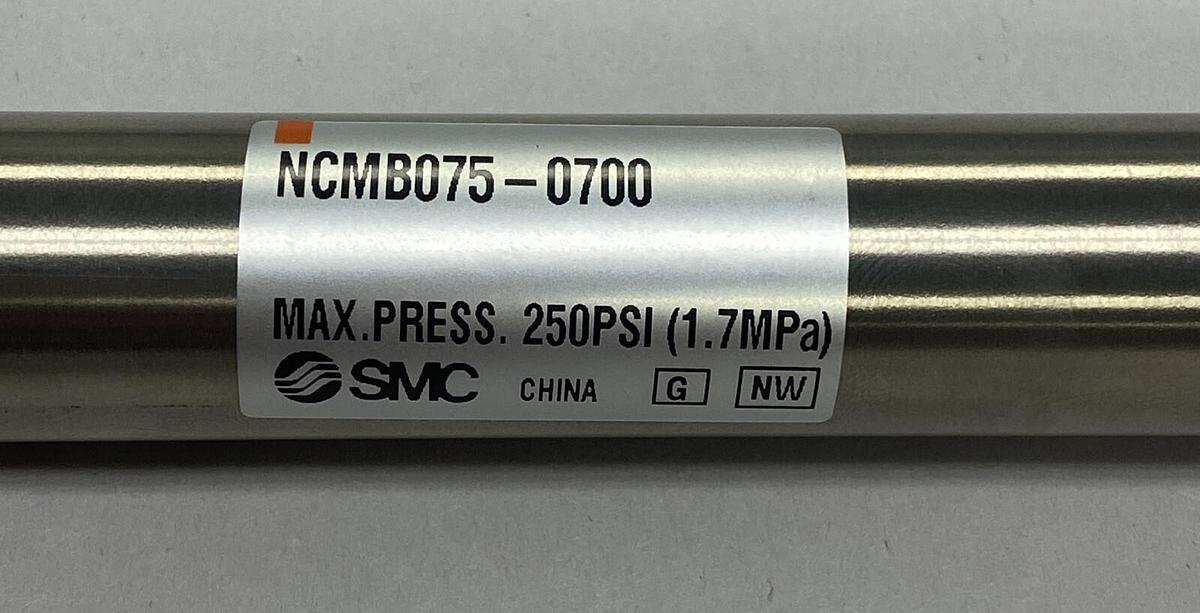 NCMB075-0700
MAX.PRESS. 250PSI (1.7MPa)
SMC CHINA G NW